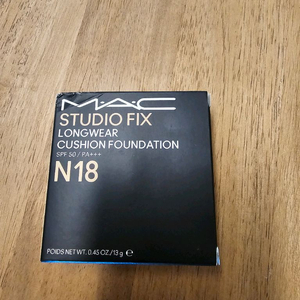 M·A·C
STUDIO FIX
LONGWEAR
CUSHION FOUNDATION
SPF 50 / PA+++
N18
POIDS NET WT. 0.45 OZ./13 g ℮